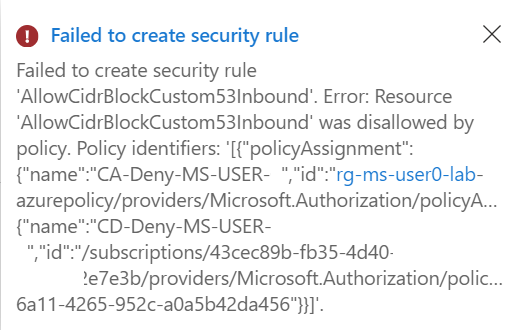 Failed to create security rule
Failed to create security rule
'AllowCidrBlockCustom53Inbound'. Error: Resource
'AllowCidrBlockCustom53Inbound' was disallowed by
policy. Policy identifiers: '[{"policyAssignment":
{"name":"CA-Deny-MS-USER- ","id":"rg-ms-user0-lab-
azurepolicy/providers/Microsoft.Authorization/policyA...
{"name":"CD-Deny-MS-USER-
","id":"/subscriptions/43cec89b-fb35-4d40-
2e7e3b/providers/Microsoft.Authorization/polic...
6a11-4265-952c-a0a5b42da456"}}]'.